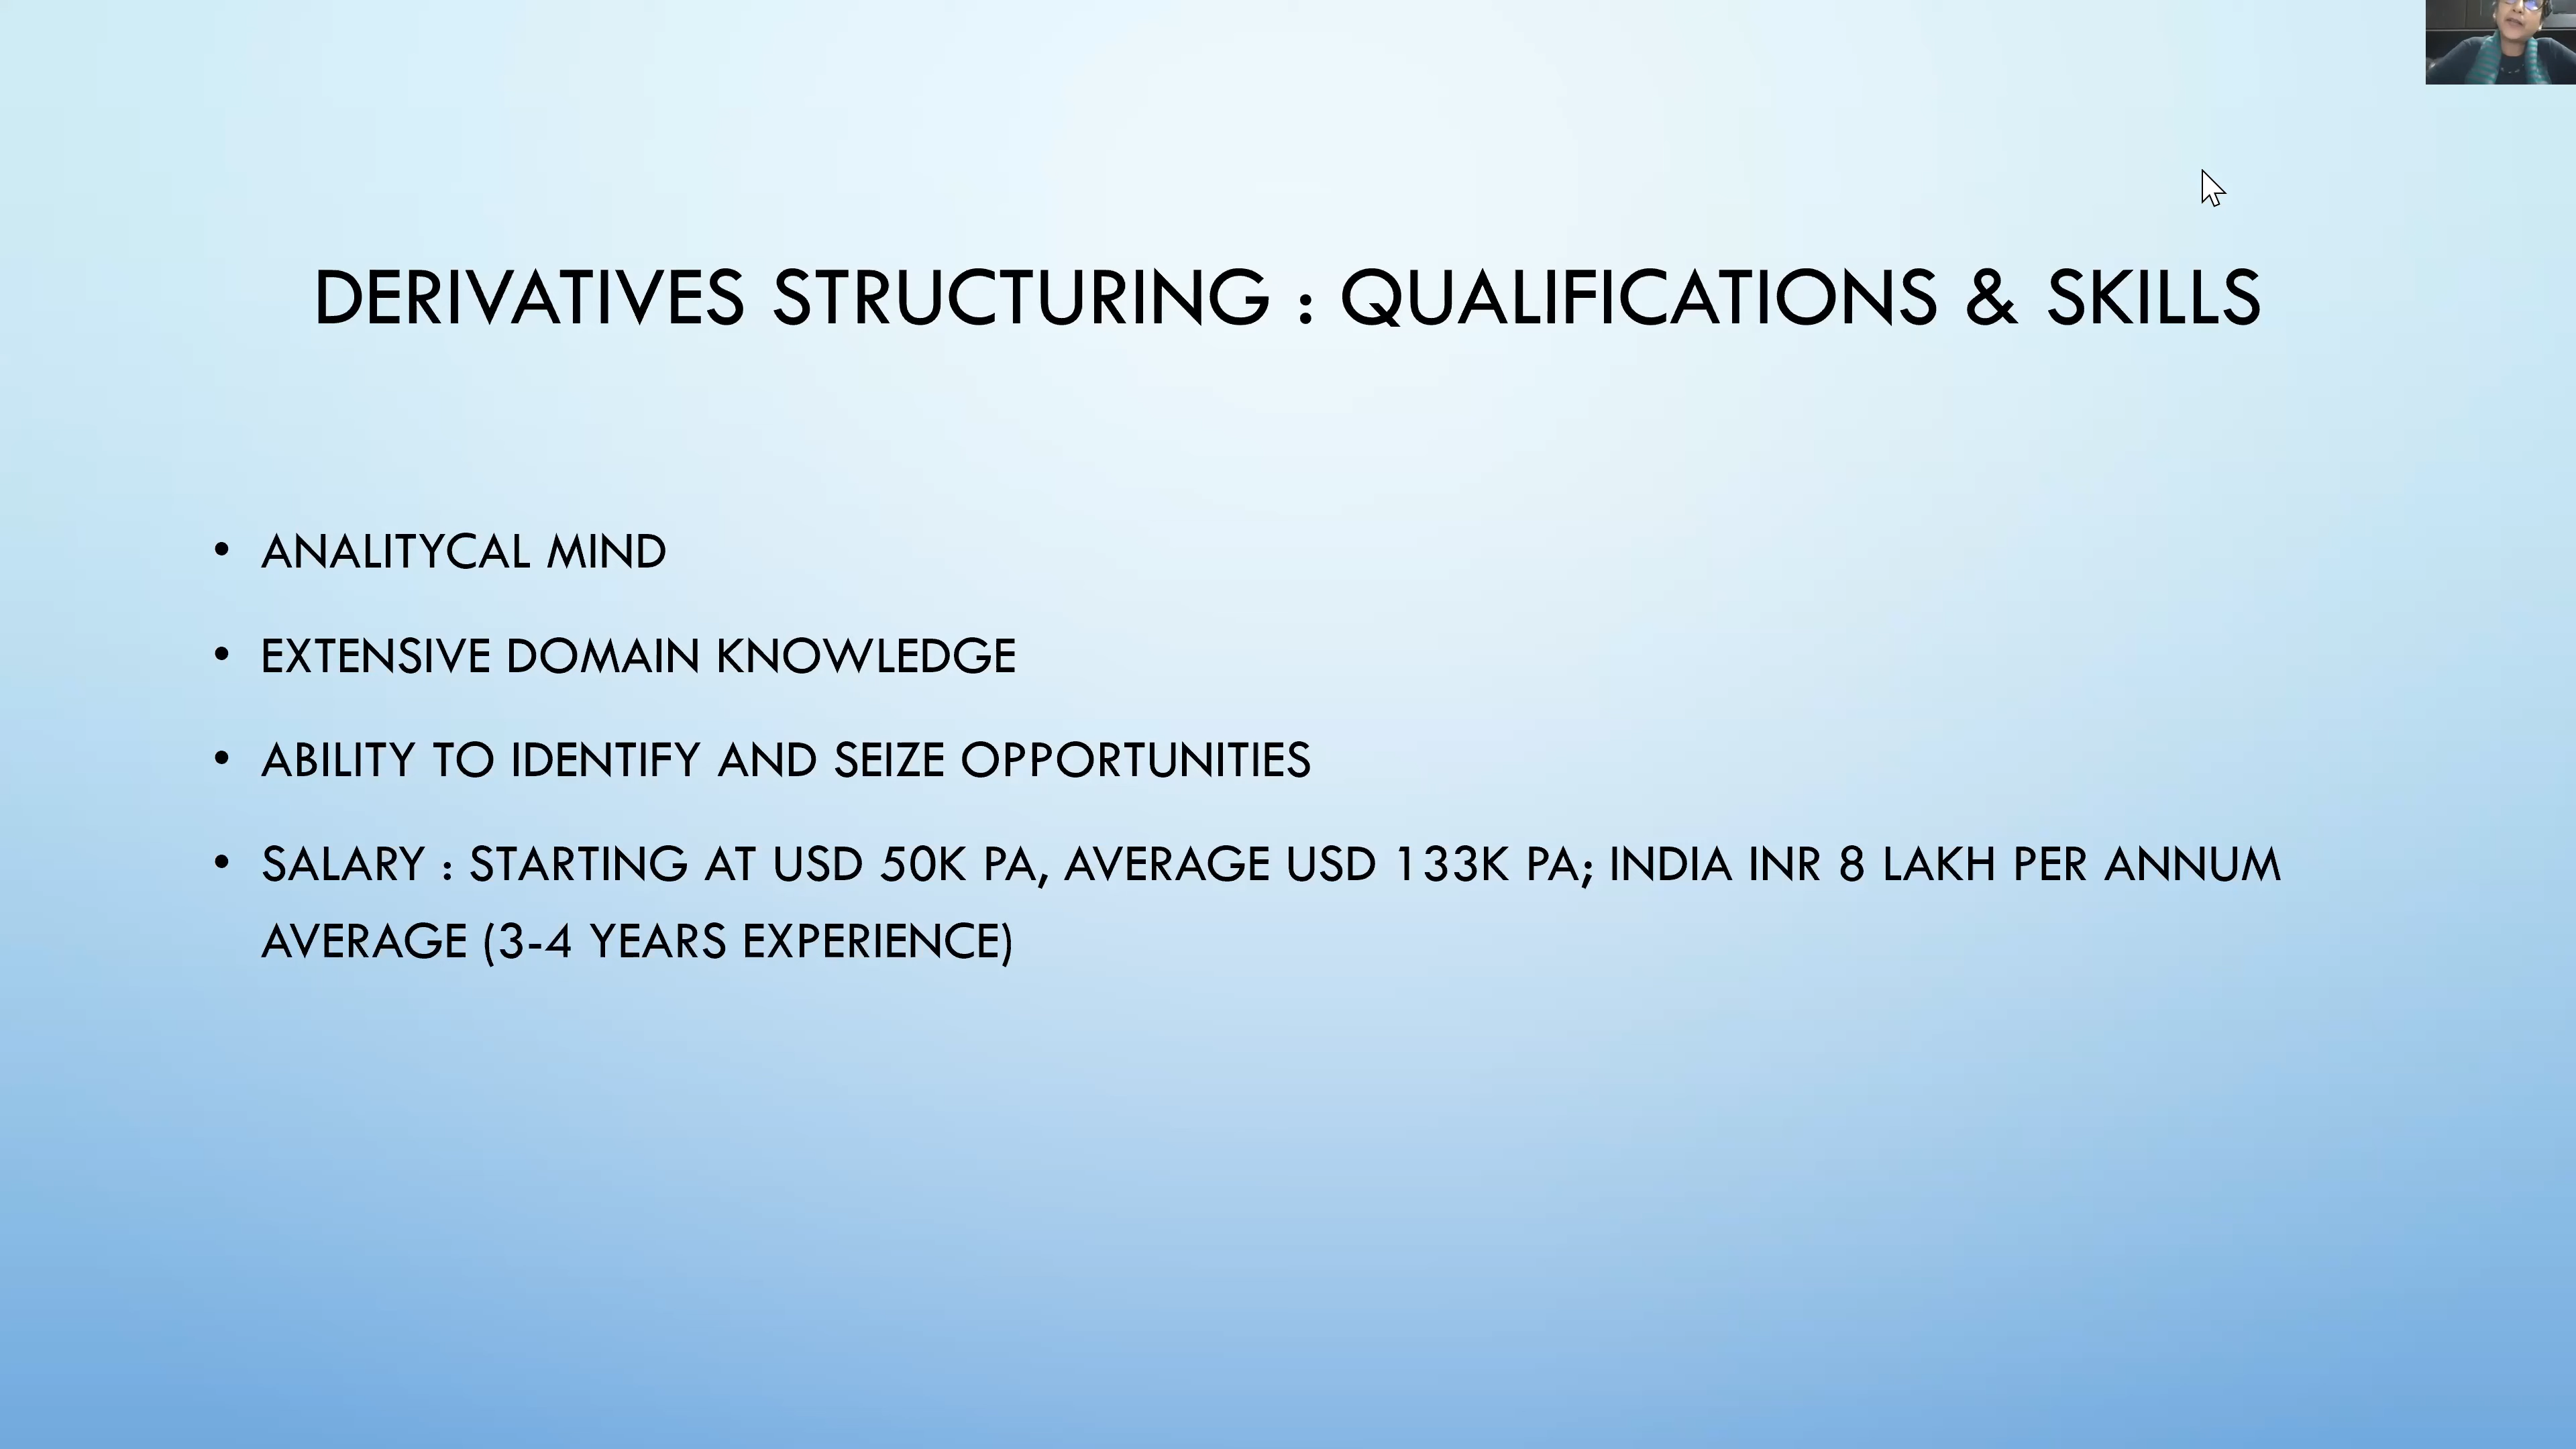 DERIVATIVES STRUCTURING : QUALIFICATIONS & SKILLS
• ANALITYCAL MIND
• EXTENSIVE DOMAIN KNOWLEDGE
• ABILITY TO IDENTIFY AND SEIZE OPPORTUNITIES
• SALARY : STARTING AT USD 50K PA, AVERAGE USD 133K PA; INDIA INR 8 LAKH PER ANNUM
AVERAGE (3-4 YEARS EXPERIENCE)